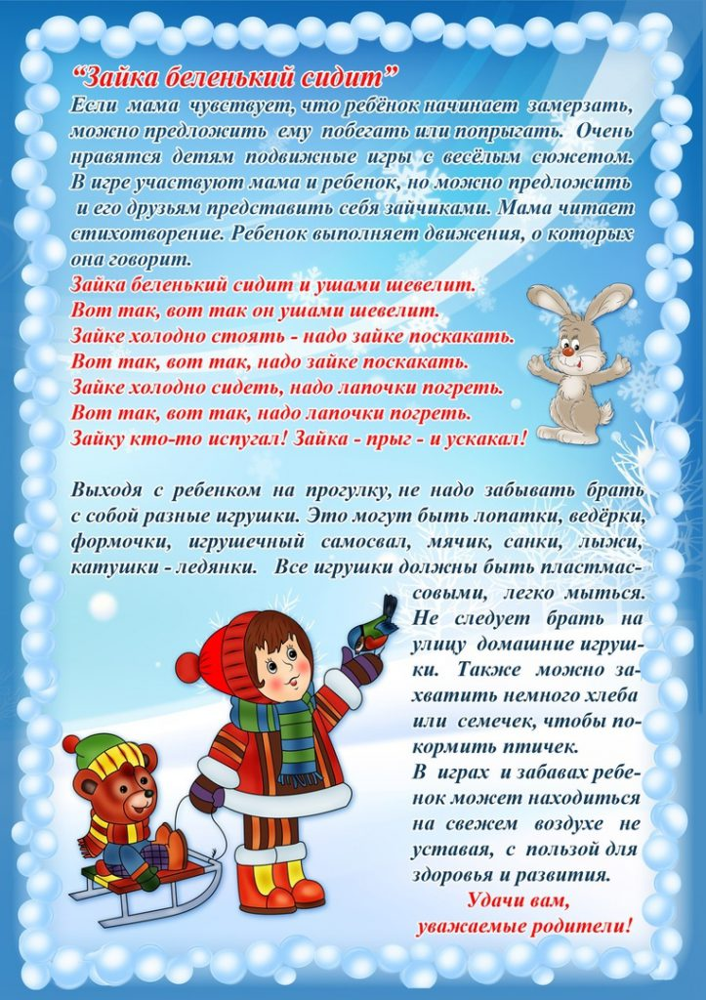 “Зайка беленький сидит”
Если мама чувствует, что ребёнок начинает замерзать,
можно предложить ему побегать или попрыгать. Очень
нравятся детям подвижные игры с весёлым сюжетом.
В игре участвуют мама и ребенок, но можно предложить
и его друзьям представить себя зайчиками. Мама читает
стихотворение. Ребенок выполняет движения, о которых
она говорит.
Зайка беленький сидит и ушами шевелит.
Вот так, вот так он ушами шевелит.
Зайке холодно стоять - надо зайке поскакать.
Вот так, вот так, надо зайке поскакать.
Зайке холодно сидеть, надо лапочки погреть.
Вот так, вот так, надо лапочки погреть.
Зайку кто-то испугал! Зайка - прыг - и ускакал!
Выходя с ребенком на прогулку, не надо забывать брать
с собой разные игрушки. Это могут быть лопатки, ведёрки,
формочки, игрушечный самосвал, мячик, санки, лыжи,
катушки - ледянки. Все игрушки должны быть пластмас-
совыми, легко мыться.
Не следует брать на
улицу домашние игруш-
ки. Также можно за-
хватить немного хлеба
или семечек, чтобы по-
кормить птичек.
В играх и забавах ребе-
нок может находиться
на свежем воздухе не
уставая, с пользой для
здоровья и развития.
Удачи вам,
уважаемые родители!